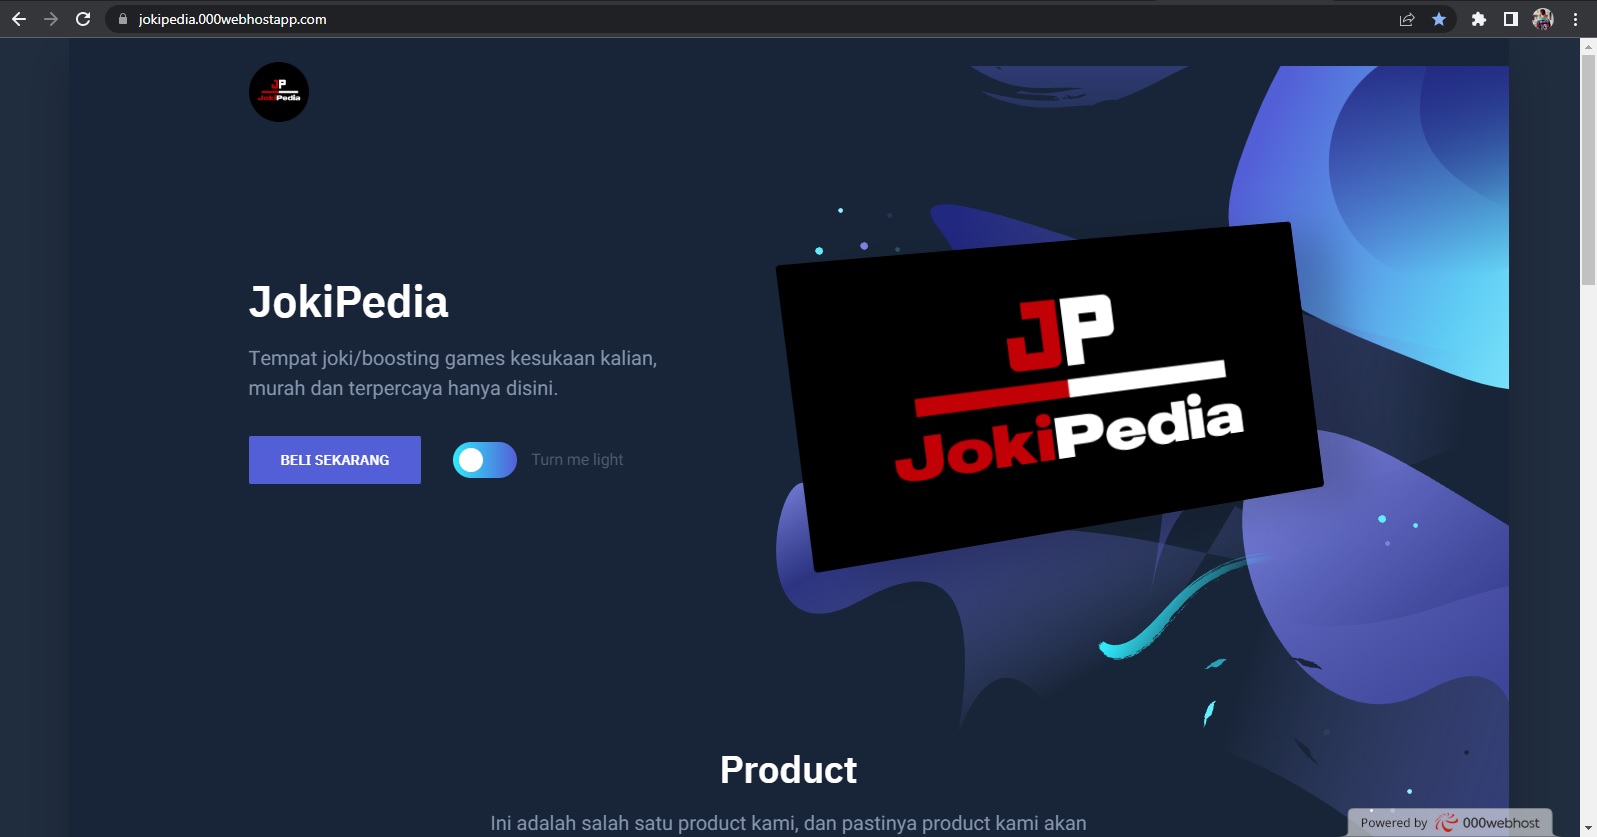 jokipedia.000webhostapp.com
JP
JokiPedia
JP
JokiPedia
JokiPedia
Tempat joki/boosting games kesukaan kalian,
murah dan terpercaya hanya disini.
BELI SEKARANG
Turn me light
Product
Ini adalah salah satu product kami, dan pastinya product kami akan
Powered by 000webhost